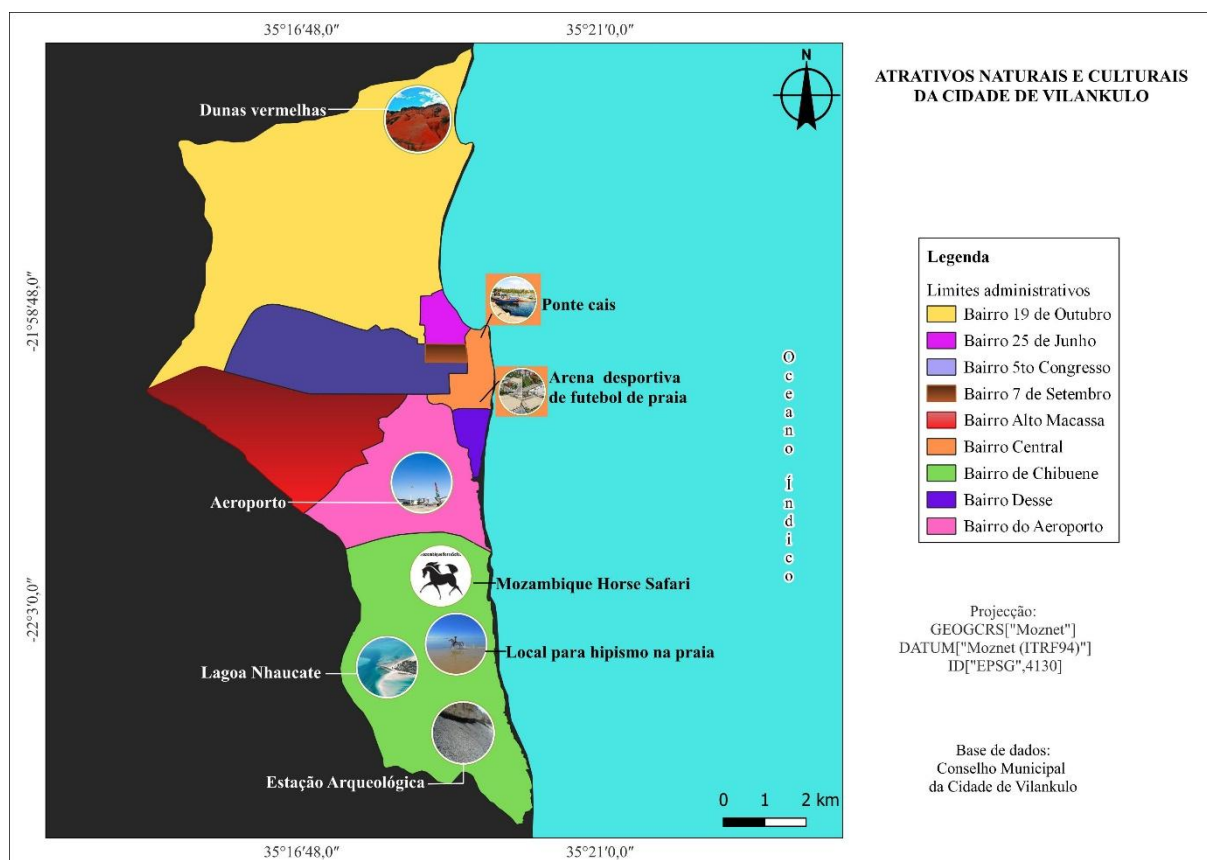 35°16'48,0"
35°21'0,0"
ATRATIVOS NATURAIS E CULTURAIS
DA CIDADE DE VILANKULO
N
Dunas vermelhas
-21°58'48,0"
Ponte cais
Arena desportiva
de futebol de praia
Aeroporto
Mozambique Horse Safari
-22°3'0,0"
Local para hipismo na praia
Lagoa Nhaucate
Estação Arqueológica
Oceano Índico
0 1 2 km
35°16'48,0"
35°21'0,0"
Legenda
Limites administrativos
Bairro 19 de Outubro
Bairro 25 de Junho
Bairro 5to Congresso
Bairro 7 de Setembro
Bairro Alto Macassa
Bairro Central
Bairro de Chibuene
Bairro Desse
Bairro do Aeroporto
Projecção:
GEOGCRS["Moznet"]
DATUM["Moznet (ITRF94)"]
ID["EPSG",4130]
Base de dados:
Conselho Municipal
da Cidade de Vilankulo